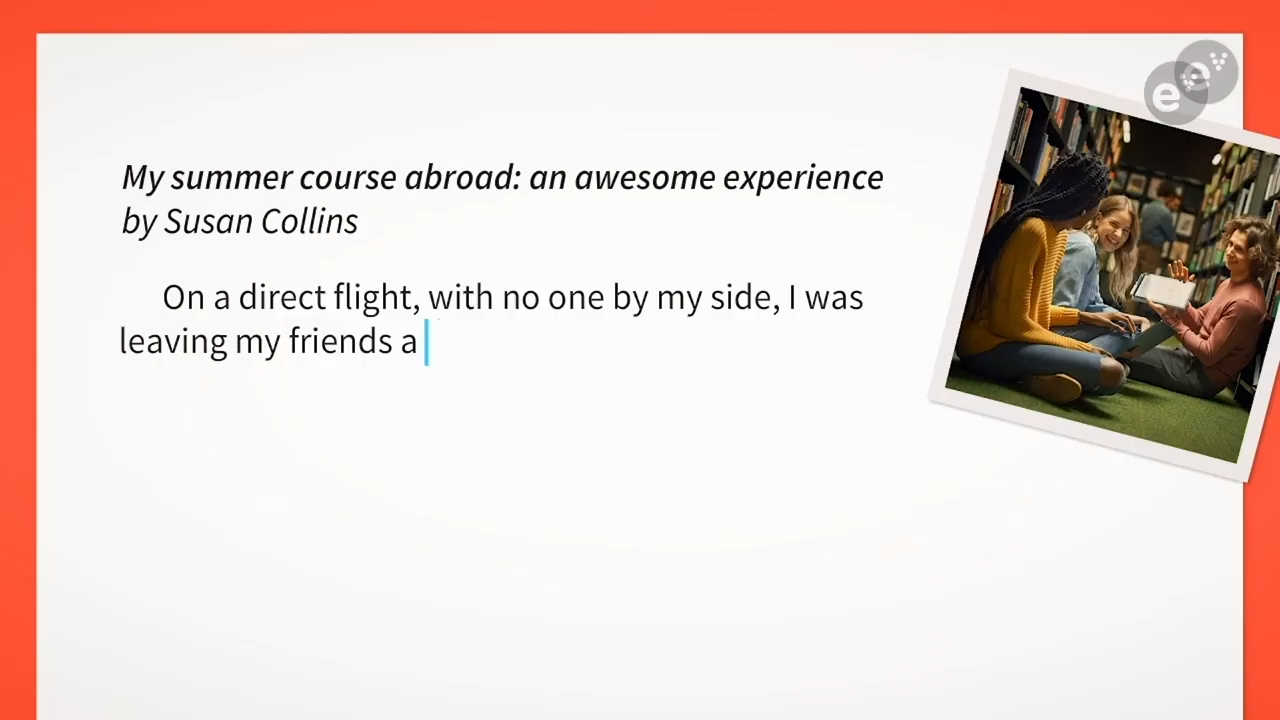 My summer course abroad: an awesome experience
by Susan Collins
On a direct flight, with no one by my side, I was
leaving my friends a
e e